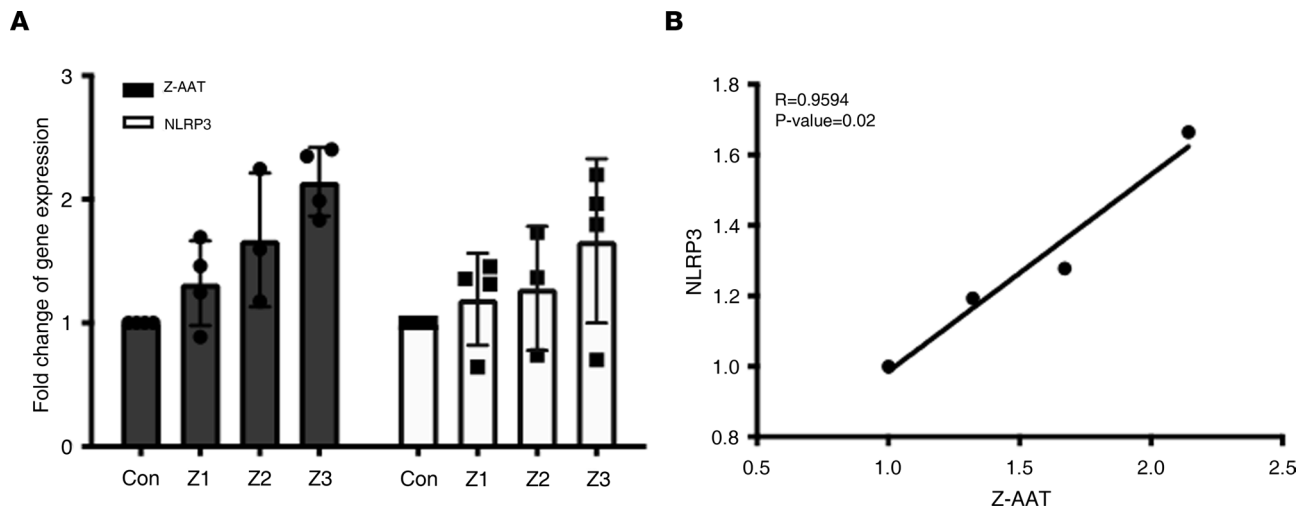 A
Fold change of gene expression
3
2
1
0
Z-AAT
NLRP3
Con Z1 Z2 Z3 Con Z1 Z2 Z3
B
NLRP3
1.8
1.6
1.4
1.2
1.0
0.8
R=0.9594
P-value=0.02
0.5 1.0 1.5 2.0 2.5
Z-AAT